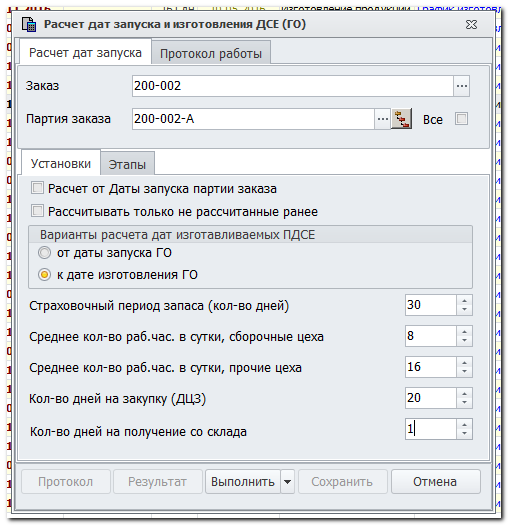 Расчет дат запуска и изготовления ДСЕ (ГО)
Расчет дат запуска Протокол работы
Заказ 200-002 ...
Партия заказа 200-002-А ... Все
Установки Этапы
Расчет от Даты запуска партии заказа
Рассчитывать только не рассчитанные ранее
Варианты расчета дат изготавливаемых ПДСЕ
от даты запуска ГО
к дате изготовления ГО
Страховочный период запаса (кол-во дней) 30
Среднее кол-во раб.час. в сутки, сборочные цеха 8
Среднее кол-во раб.час. в сутки, прочие цеха 16
Кол-во дней на закупку (ДЦЗ) 20
Кол-во дней на получение со склада 1
Протокол Результат Выполнить Сохранить Отмена